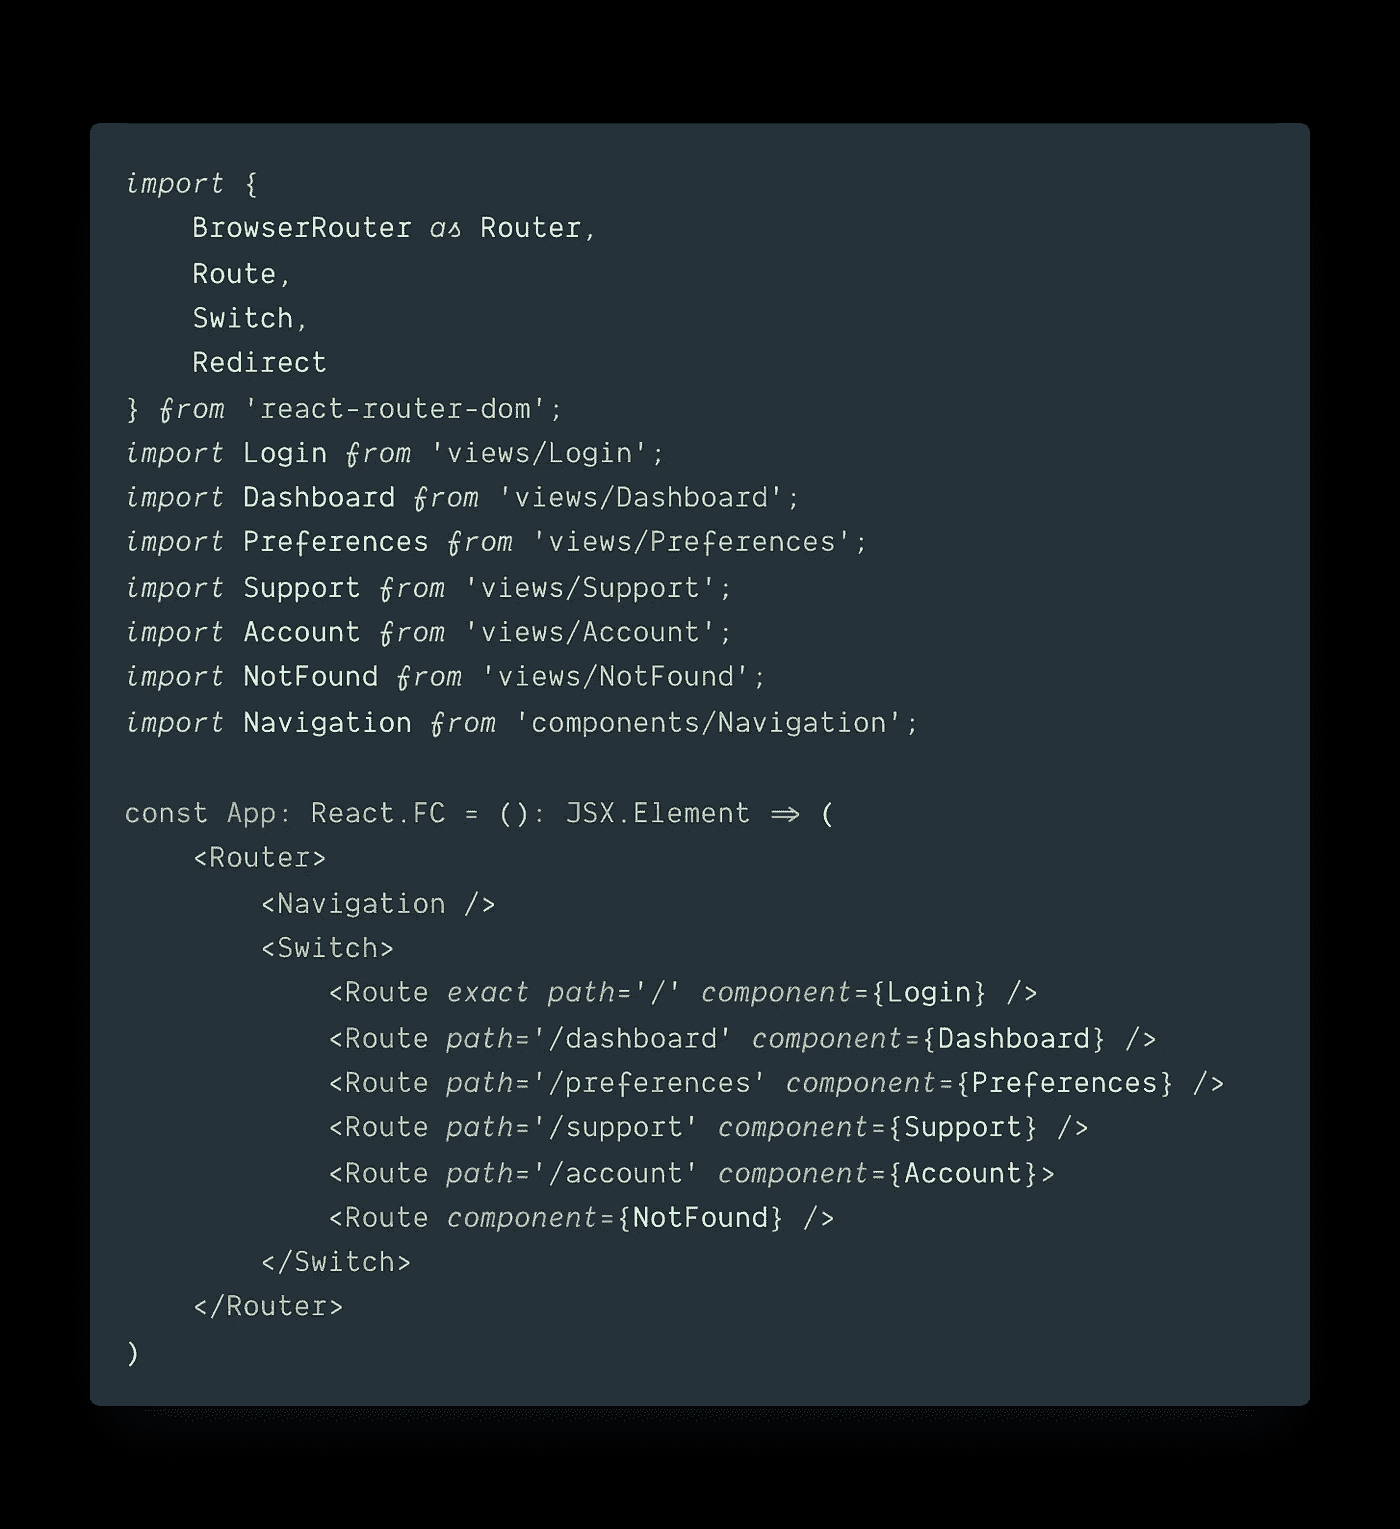 import {
    BrowserRouter as Router,
    Route,
    Switch,
    Redirect
} from 'react-router-dom';
import Login from 'views/Login';
import Dashboard from 'views/Dashboard';
import Preferences from 'views/Preferences';
import Support from 'views/Support';
import Account from 'views/Account';
import NotFound from 'views/NotFound';
import Navigation from 'components/Navigation';

const App: React.FC = (): JSX.Element => (
    <Router>
        <Navigation />
        <Switch>
            <Route exact path='/' component={Login} />
            <Route path='/dashboard' component={Dashboard} />
            <Route path='/preferences' component={Preferences} />
            <Route path='/support' component={Support} />
            <Route path='/account' component={Account}>
            <Route component={NotFound} />
        </Switch>
    </Router>
)